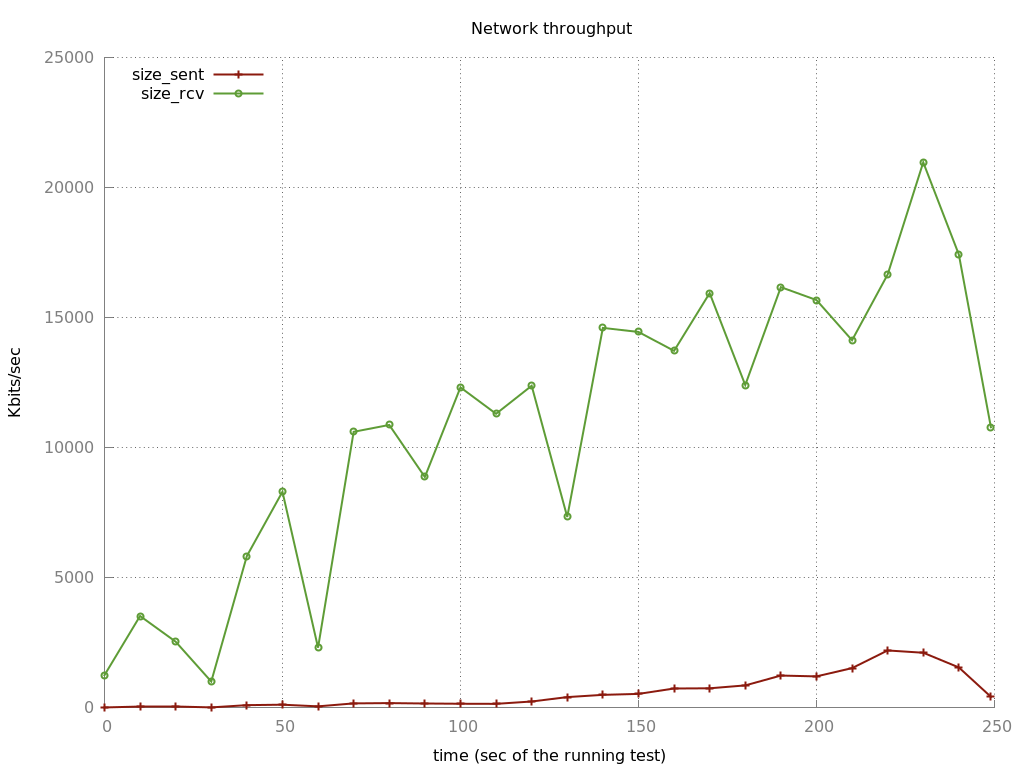 Network throughput
25000
size_sent
size_rcv
20000
15000
Kbits/sec
10000
5000
0
0 50 100 150 200 250
time (sec of the running test)